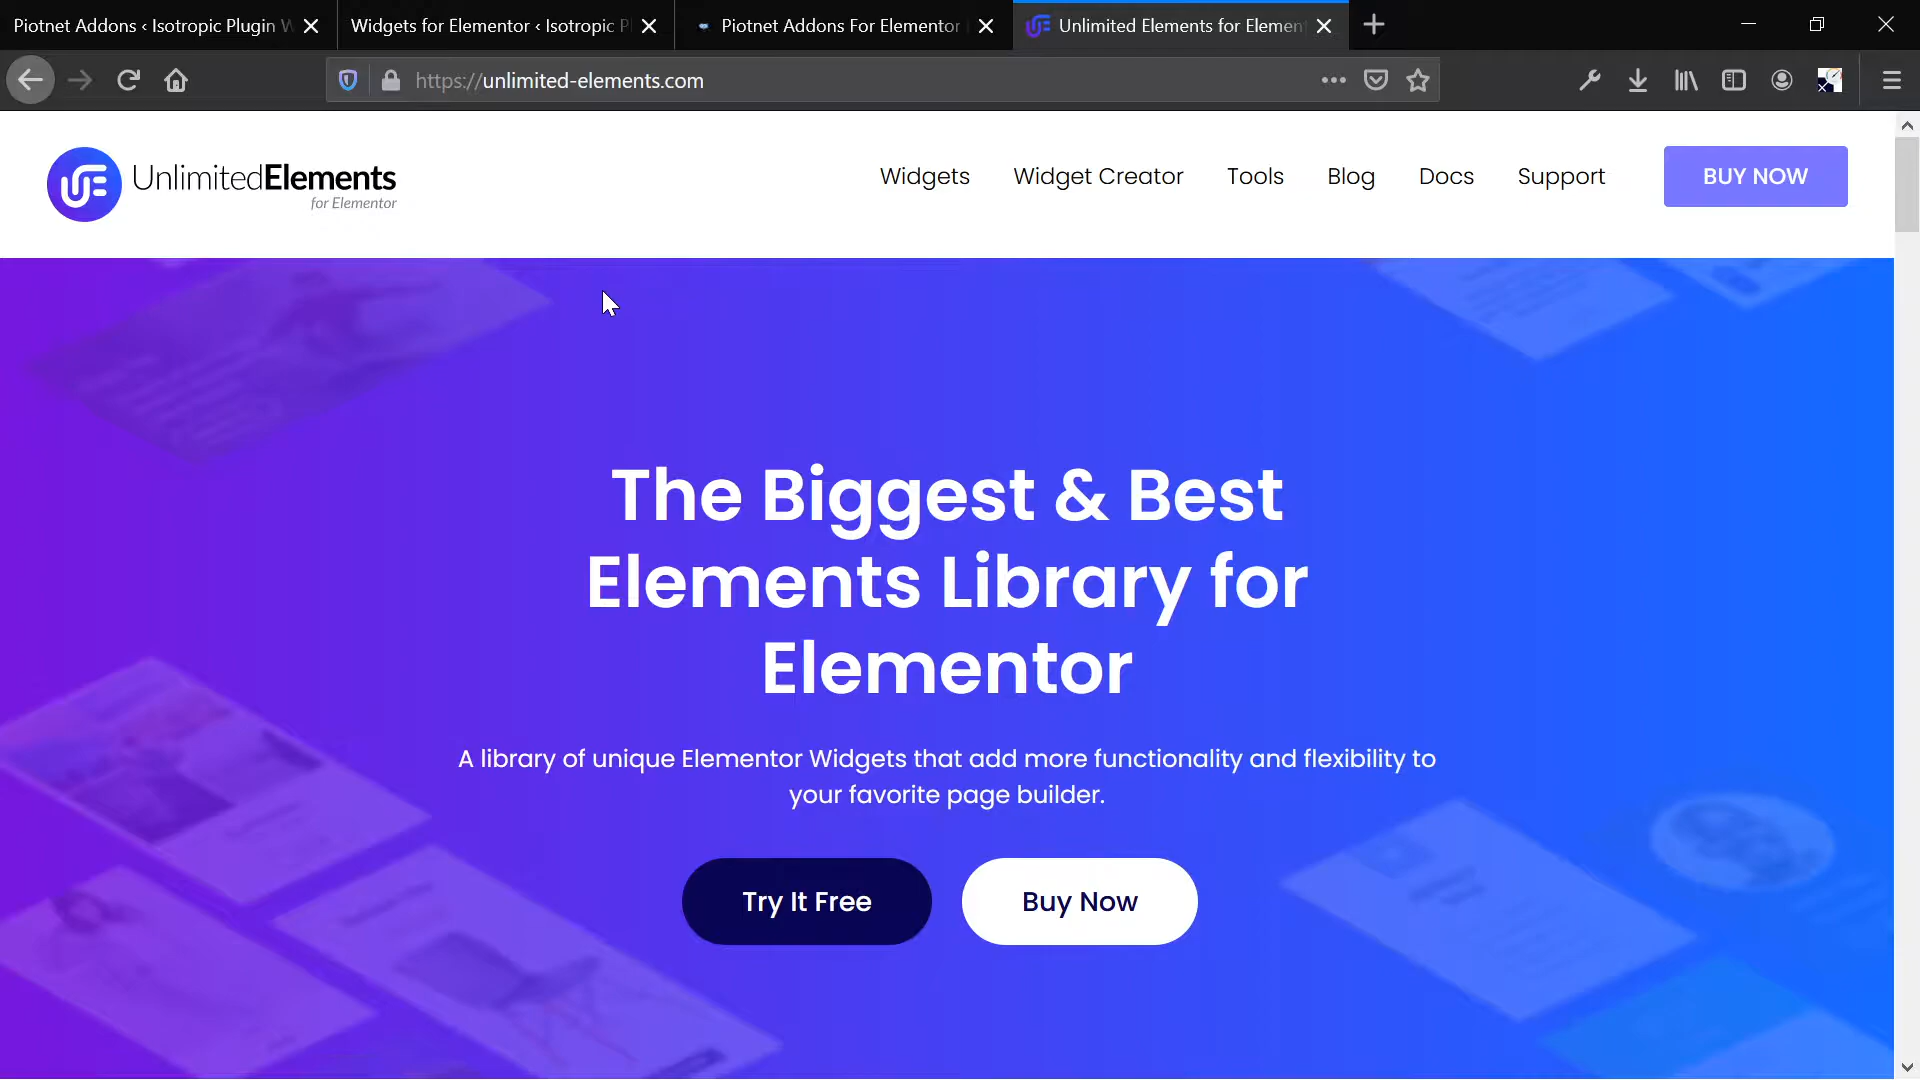 Piotnet Addons ‹ Isotropic Plugin W
Widgets for Elementor ‹ Isotropic P
Piotnet Addons For Elementor
Unlimited Elements for Elemen
https://unlimited-elements.com
UnlimitedElements
for Elementor
Widgets
Widget Creator
Tools
Blog
Docs
Support
BUY NOW
The Biggest & Best
Elements Library for
Elementor
A library of unique Elementor Widgets that add more functionality and flexibility to
your favorite page builder.
Try It Free
Buy Now